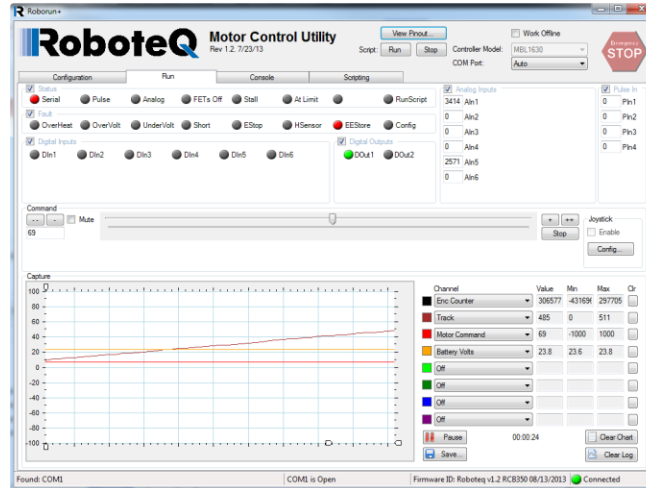 Roborun+
RoboteQ Motor Control Utility
Rev 1.2. 7/23/13
View Pinout...
Work Offline
Script: Run Stop
Controller Model: MBL1630
COM Port: Auto
Emergency
STOP
Configuration Run Console Scripting
Status
Serial Pulse Analog FETs Off Stall At Limit RunScript
Fault
OverHeat OverVolt UnderVolt Short EStop HSensor EEStore Config
Digital Inputs
DIn1 DIn2 DIn3 DIn4 DIn5 DIn6
Digital Outputs
DOut1 DOut2
Analog Inputs
3414 AIn1
0 AIn2
0 AIn3
0 AIn4
2571 AIn5
0 AIn6
Pulse In
0 PIn1
0 PIn2
0 PIn3
0 PIn4
Command
-- - Mute + ++
69
Stop
Joystick
Enable
Config...
Capture
100
80
60
40
20
0
-20
-40
-60
-80
-100
Channel Value Min Max Clr
Enc Counter 306577 297705
Track 485 0 511
Motor Command 69 -1000 1000
Battery Volts 23.8 23.6 23.8
Off
Off
Off
Off
Pause 00:00:24 Clear Chart
Save... Clear Log
Found: COM1 COM1 is Open Firmware ID: Roboteq v1.2 RCB350 08/13/2013 Connected